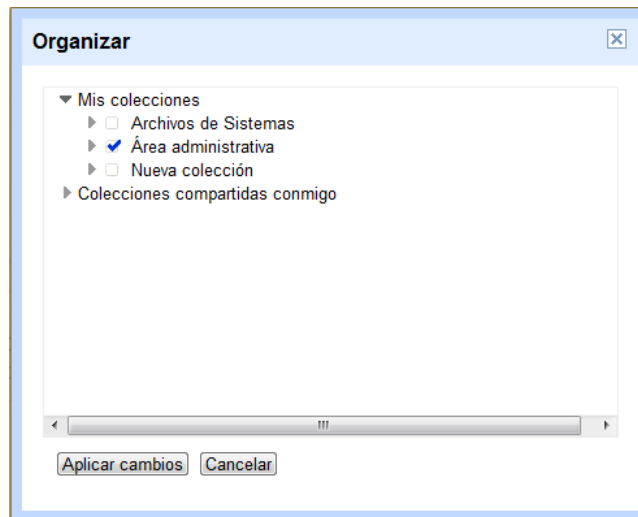 Organizar
Mis colecciones
Archivos de Sistemas
Área administrativa
Nueva colección
Colecciones compartidas conmigo
Aplicar cambios Cancelar